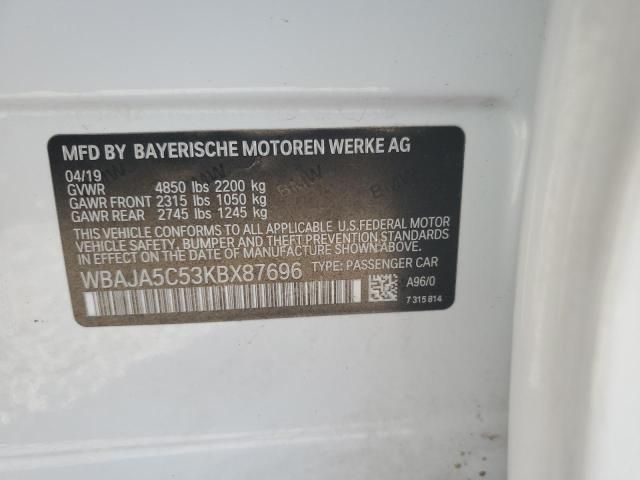 MFD BY BAYERISCHE MOTOREN WERKE AG
04/19
GVWR 4850 lbs 2200 kg
GAWR FRONT 2315 lbs 1050 kg
GAWR REAR 2745 lbs 1245 kg
THIS VEHICLE CONFORMS TO ALL APPLICABLE U.S.FEDERAL MOTOR
VEHICLE SAFETY, BUMPER, AND THEFT PREVENTION STANDARDS
IN EFFECT ON THE DATE OF MANUFACTURE SHOWN ABOVE.
WBAJA5C53KBX87696 TYPE: PASSENGER CAR
A96/0
7 315 814